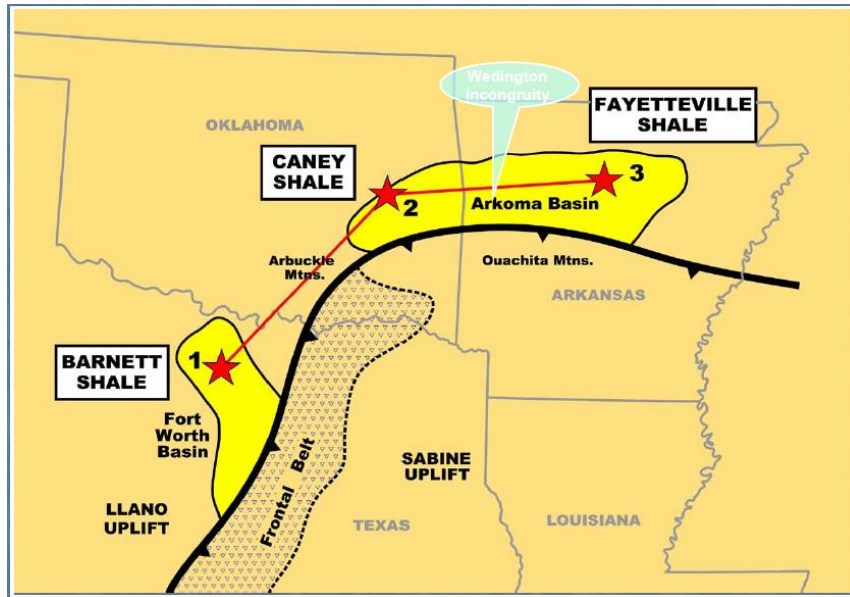 Wedington
Incongruity
FAYETTEVILLE
SHALE
OKLAHOMA
CANEY
SHALE
3
2
Arkoma Basin
Arbuckle
Mtns.
Ouachita Mtns.
ARKANSAS
BARNETT
SHALE
1
Fort
Worth
Basin
Frontal Belt
SABINE
UPLIFT
LLANO
UPLIFT
TEXAS
LOUISIANA